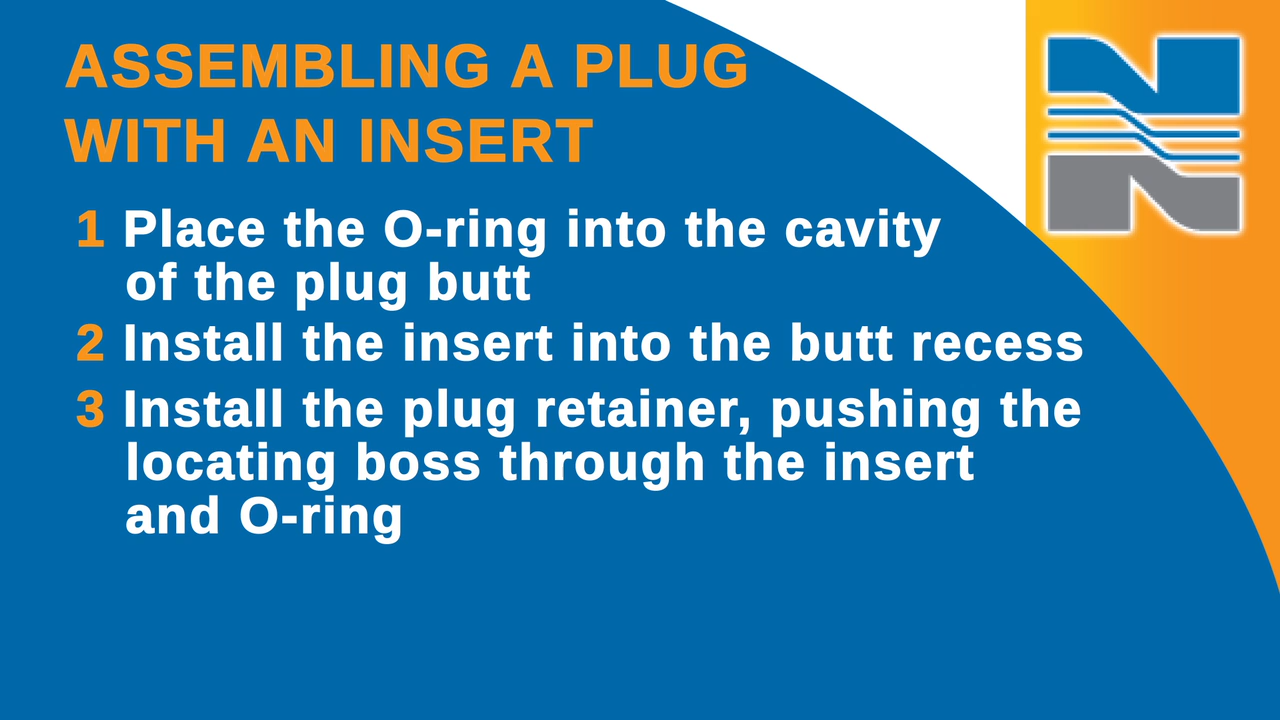 ASSEMBLING A PLUG
WITH AN INSERT
1 Place the O-ring into the cavity
of the plug butt
2 Install the insert into the butt recess
3 Install the plug retainer, pushing the
locating boss through the insert
and O-ring